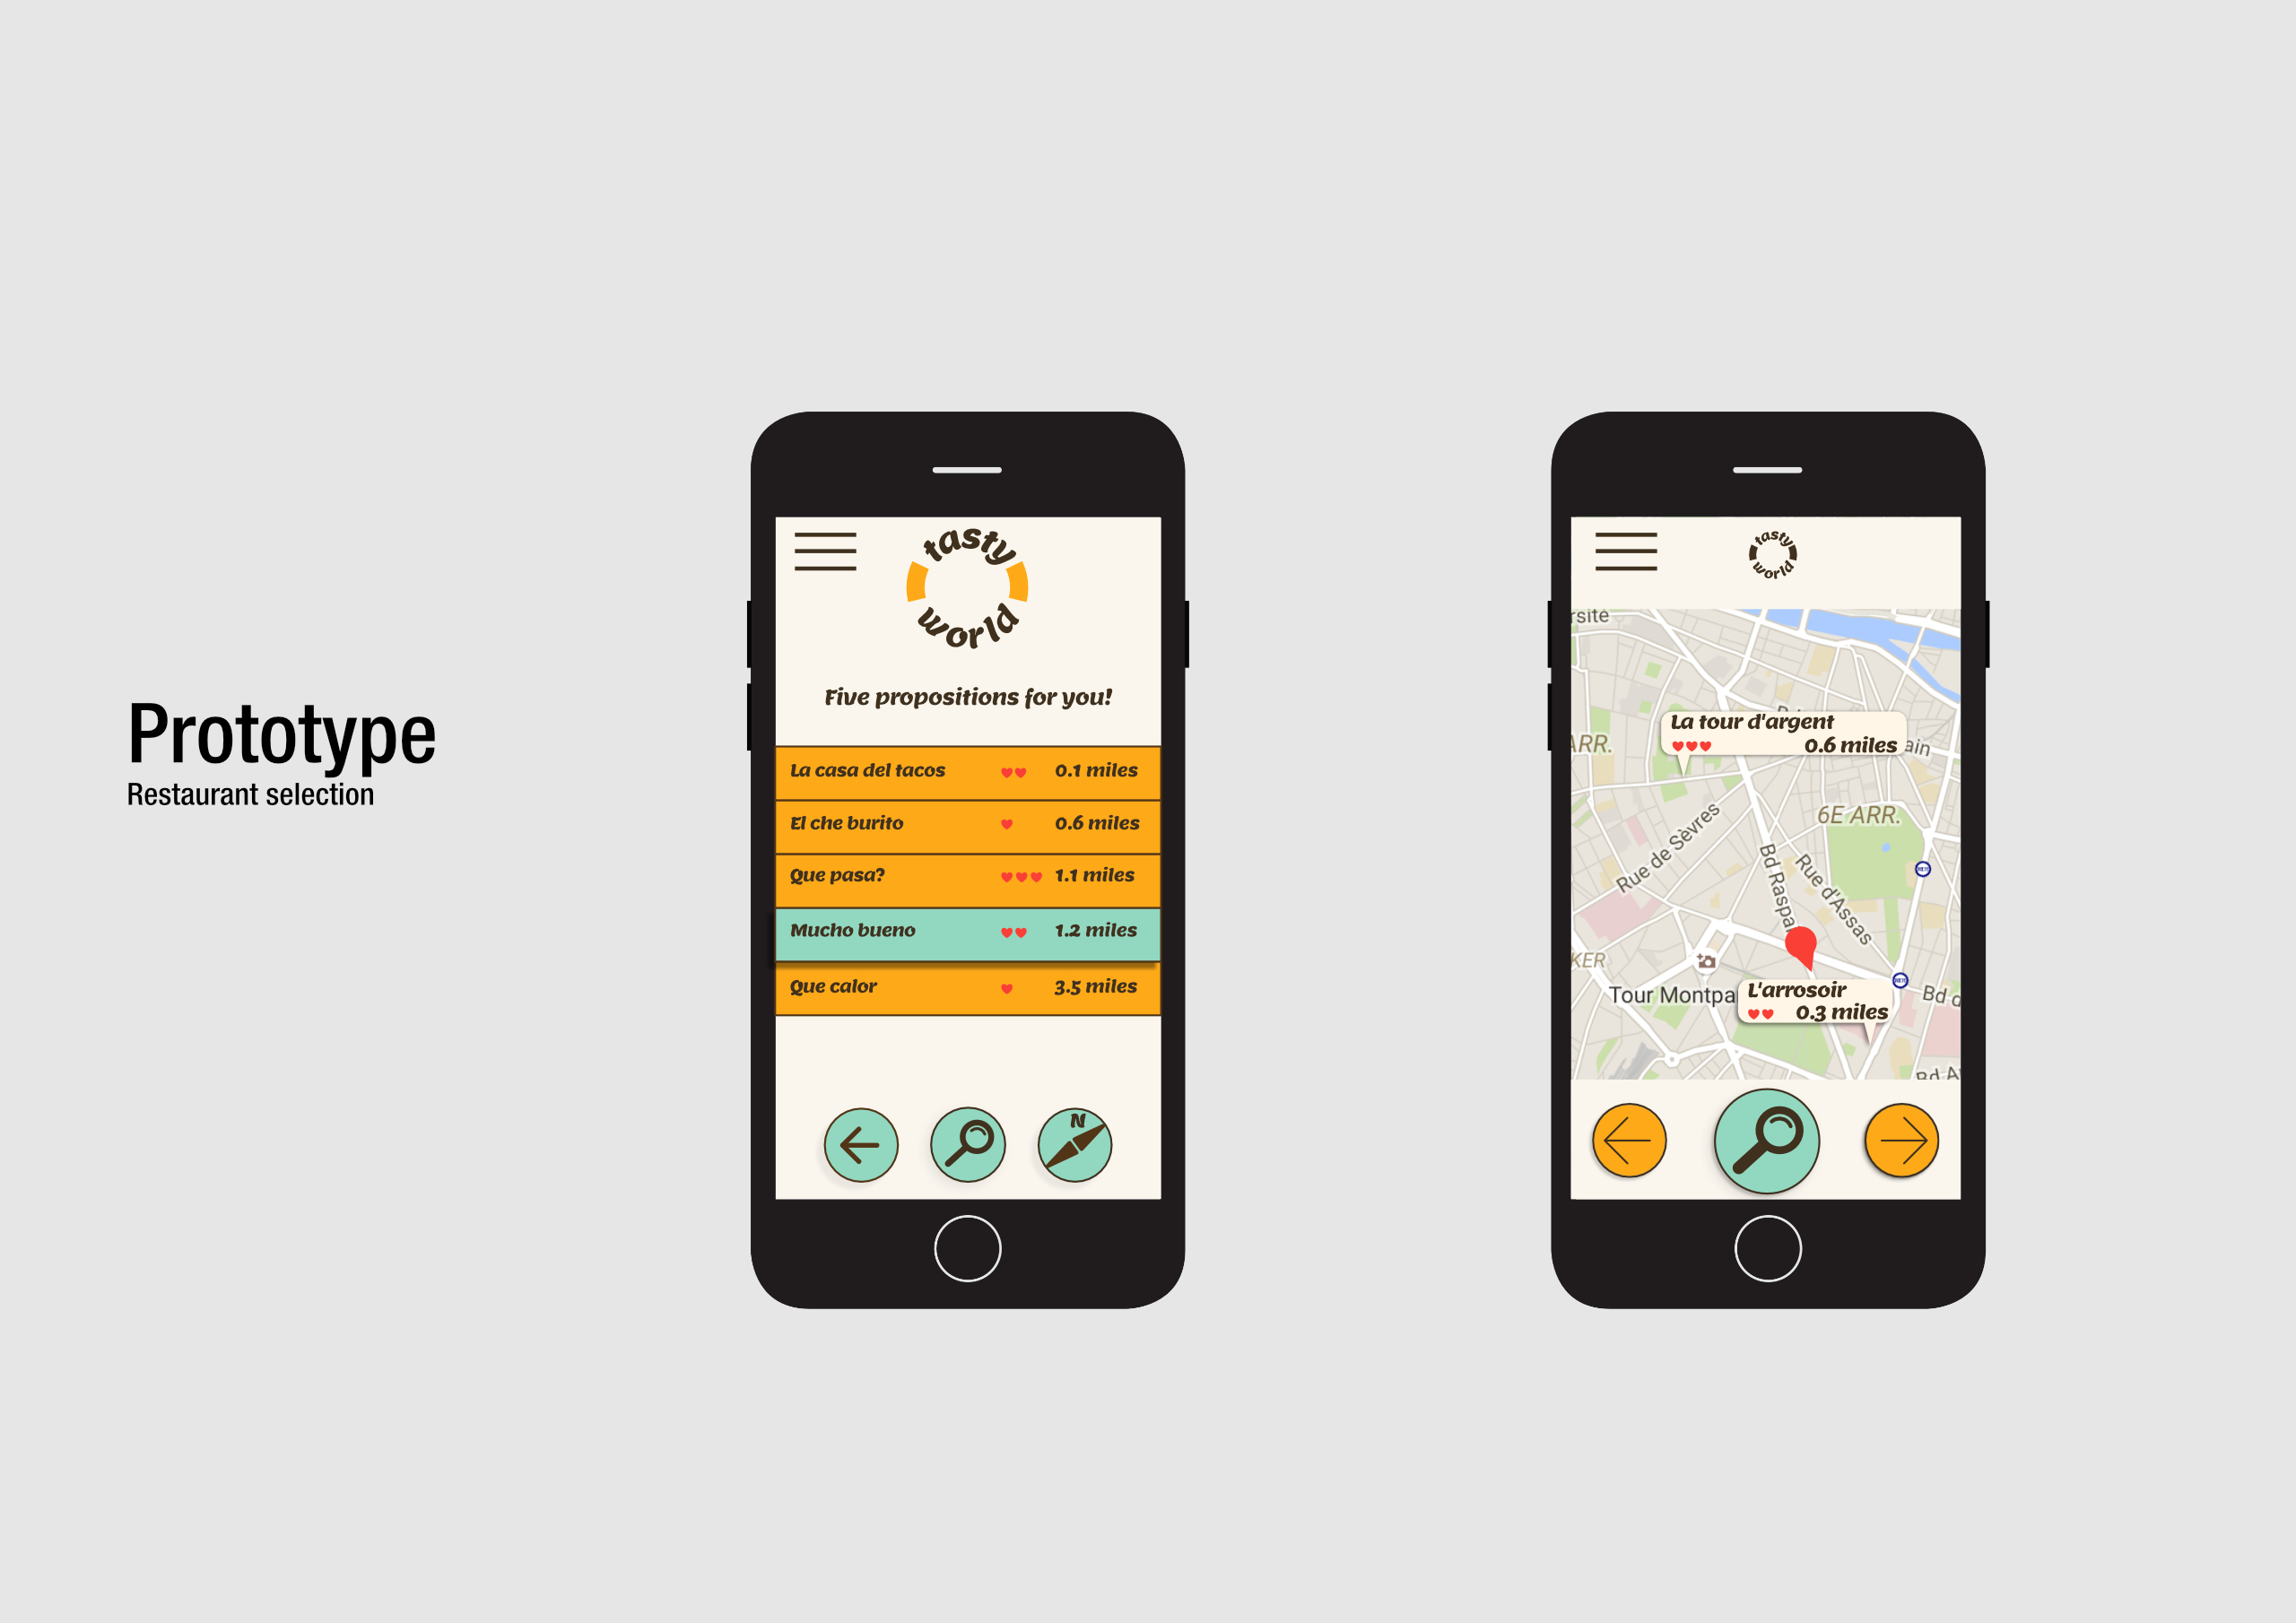 Prototype
Restaurant selection
tasty
world
Five propositions for you!
La casa del tacos 0.1 miles
El che burito 0.6 miles
Que pasa? 1.1 miles
Mucho bueno 1.2 miles
Que calor 3.5 miles
N
tasty
world
rsité
La tour d'argent
0.6 miles
ain
ARR.
6E ARR.
Rue de Sèvres
Bd Raspai
Rue d'Assas
KER
Tour Montpa
L'arrosoir
0.3 miles
Bd d
Bd A